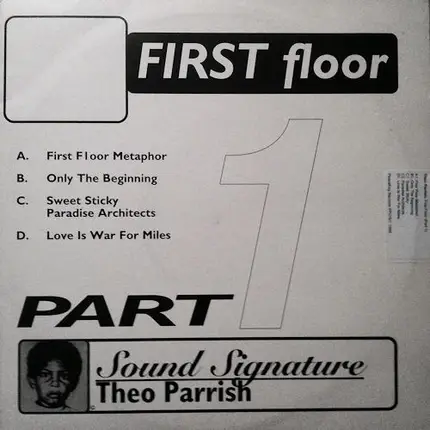 FIRST floor
A. First Floor Metaphor
B. Only The Beginning
C. Sweet Sticky
Paradise Architects
D. Love Is War For Miles
1
PART
Sound Signature
Theo Parrish